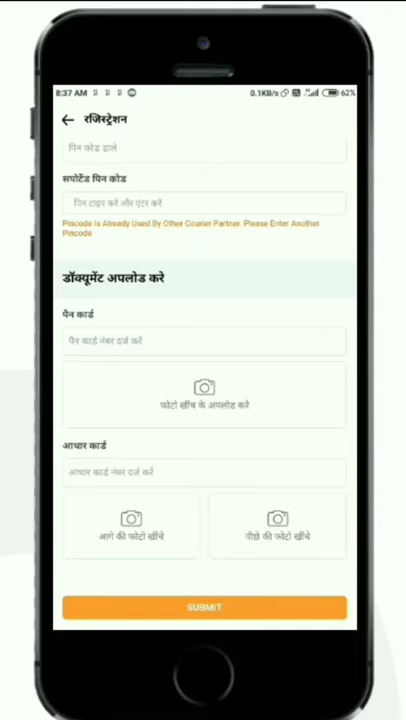 8:37 AM
0.1KB/s
62%
रजिस्ट्रेशन
पिन कोड डाले
सपोर्टेड पिन कोड
पिन टाइप करें और एंटर करें
Pincode Is Already Used By Other Courier Partner. Please Enter Another
Pincode
डॉक्यूमेंट अपलोड करे
पैन कार्ड
पैन कार्ड नंबर दर्ज करें
फोटो खींच के अपलोड करे
आधार कार्ड
आधार कार्ड नंबर दर्ज करें
आगे की फोटो खींचे
पीछे की फोटो खींचे
SUBMIT